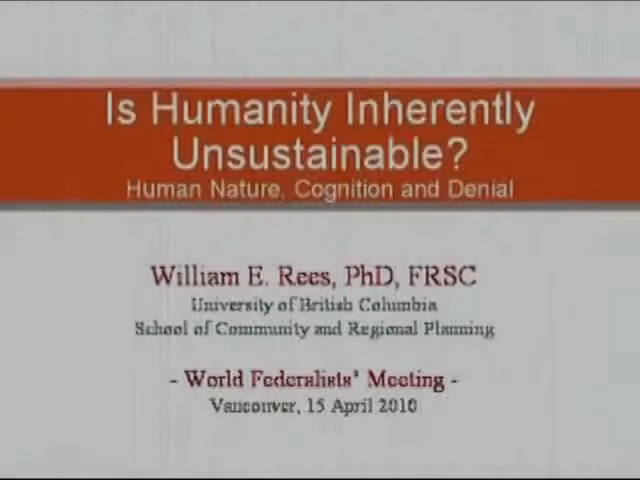 Is Humanity Inherently
Unsustainable?
Human Nature, Cognition and Denial
William E. Rees, PhD, FRSC
University of British Columbia
School of Community and Regional Planning
- World Federalists' Meeting -
Vancouver, 15 April 2010